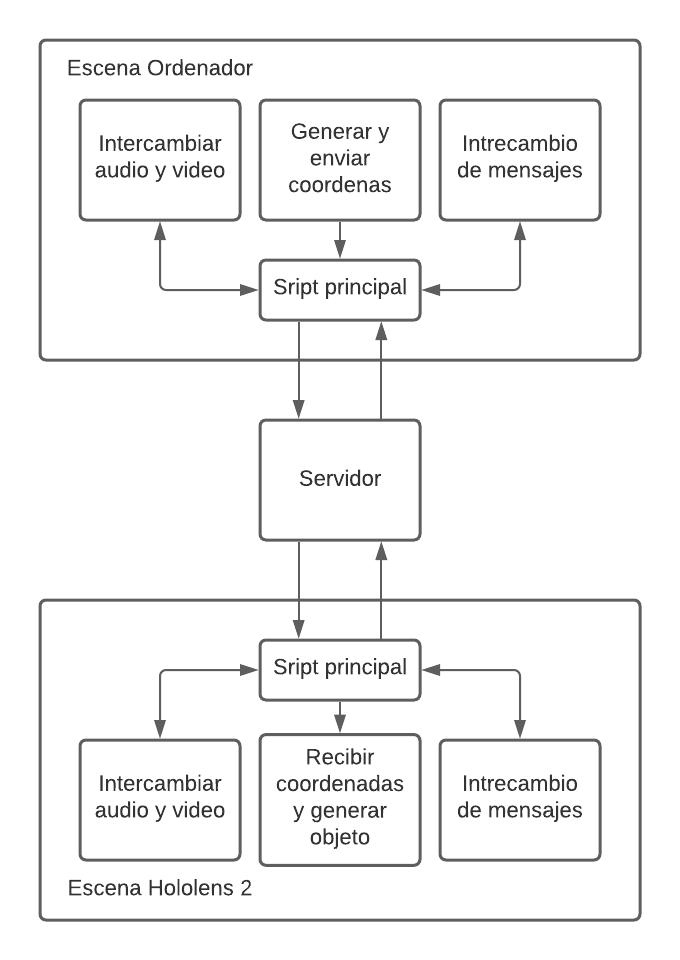 Escena Ordenador
Intercambiar
audio y video
Generar y
enviar
coordenas
Intrecambio
de mensajes
Sript principal
Servidor
Sript principal
Intercambiar
audio y video
Recibir
coordenadas
y generar
objeto
Intrecambio
de mensajes
Escena Hololens 2